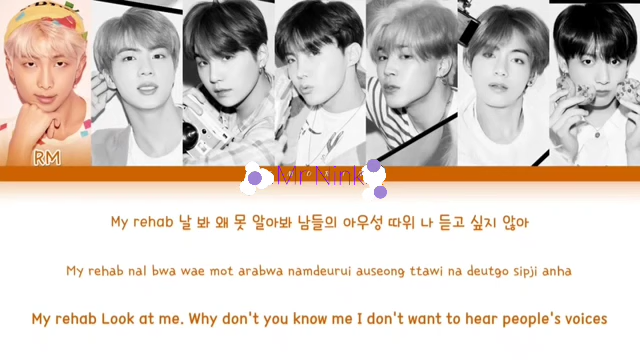 RM
Mr Nink
My rehab 날 봐 왜 못 알아봐 남들의 아우성 따위 나 듣고 싶지 않아
My rehab nal bwa wae mot arabwa namdeurui auseong ttawi na deutgo sipji anha
My rehab Look at me. Why don't you know me I don't want to hear people's voices